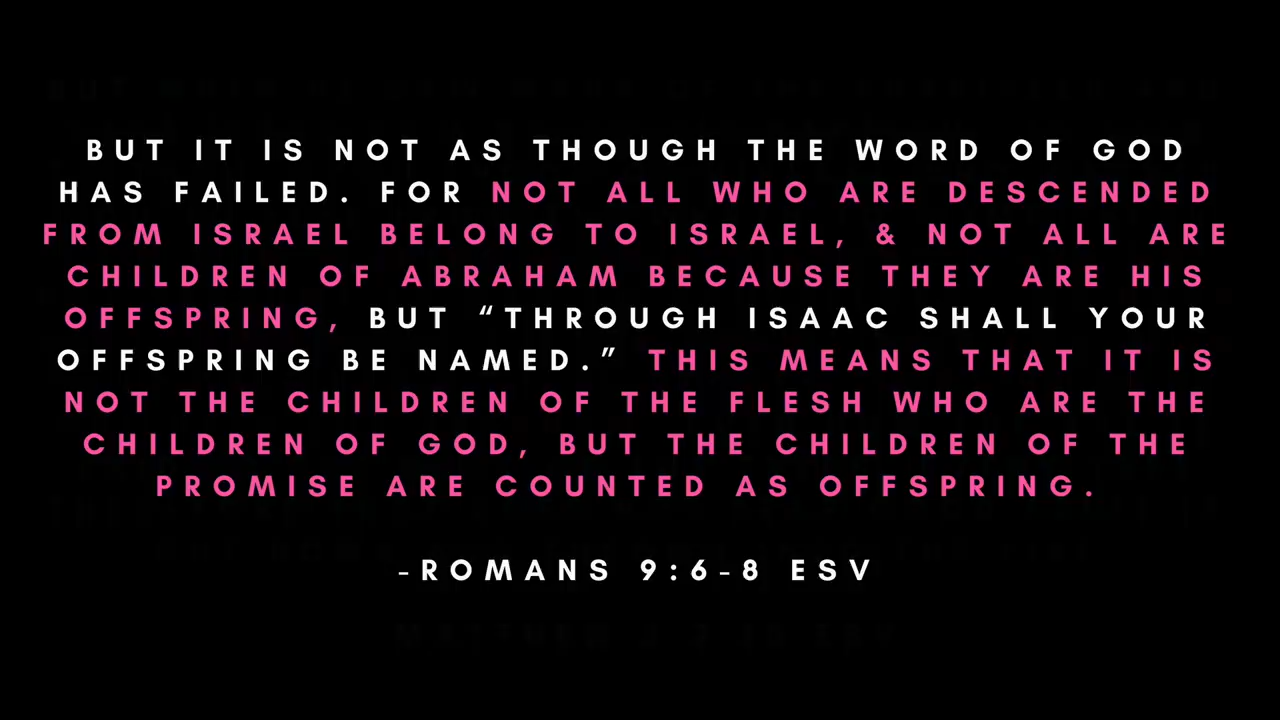 BUT IT IS NOT AS THOUGH THE WORD OF GOD
HAS FAILED. FOR NOT ALL WHO ARE DESCENDED
FROM ISRAEL BELONG TO ISRAEL, & NOT ALL ARE
CHILDREN OF ABRAHAM BECAUSE THEY ARE HIS
OFFSPRING, BUT “THROUGH ISAAC SHALL YOUR
OFFSPRING BE NAMED.” THIS MEANS THAT IT IS
NOT THE CHILDREN OF THE FLESH WHO ARE THE
CHILDREN OF GOD, BUT THE CHILDREN OF THE
PROMISE ARE COUNTED AS OFFSPRING.
-ROMANS 9:6-8 ESV